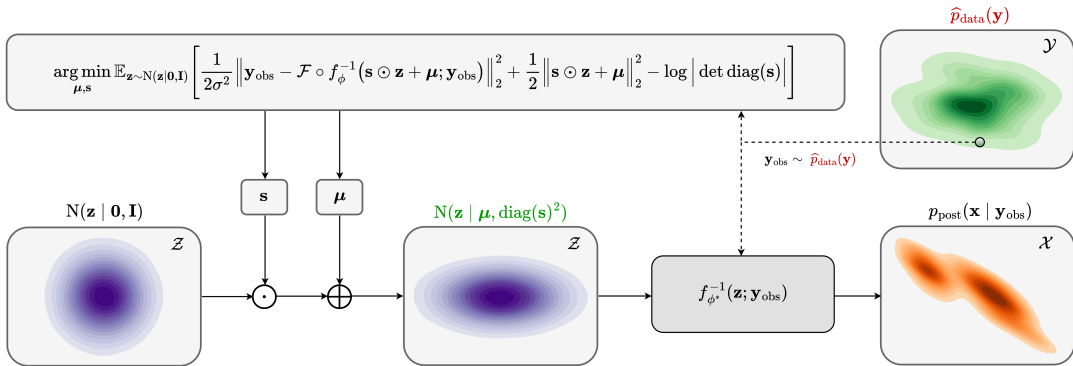 p̂_data(y)
𝒴
arg min_{μ,s} 𝔼_{z∼N(z|0,I)} [ 1/(2σ²) ‖y_obs − ℱ ∘ f_φ^{-1}(s ⊙ z + μ; y_obs)‖₂² + 1/2 ‖s ⊙ z + μ‖₂² − log | det diag(s) | ]
y_obs ∼ p̂_data(y)
s
μ
N(z | 0, I)
N(z | μ, diag(s)²)
p_post(x | y_obs)
𝒵
𝒵
𝒳
f_{φ*}^{-1}(z; y_obs)